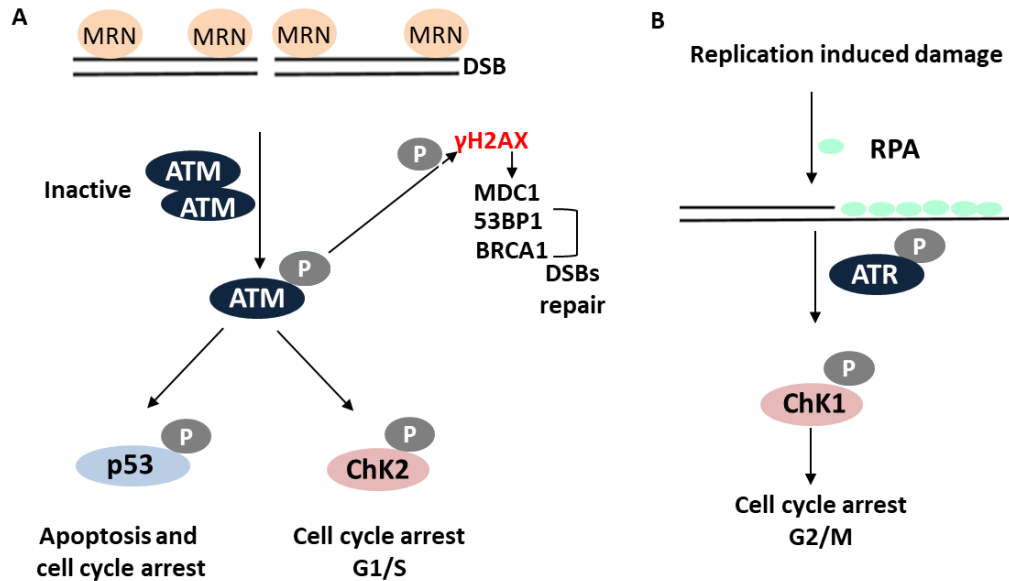 A
MRN
MRN
MRN
MRN
DSB
Inactive
ATM
ATM
P
γH2AX
MDC1
53BP1
BRCA1
DSBs
repair
P
ATM
P
p53
P
ChK2
Apoptosis and
cell cycle arrest
Cell cycle arrest
G1/S
B
Replication induced damage
RPA
P
ATR
P
ChK1
Cell cycle arrest
G2/M